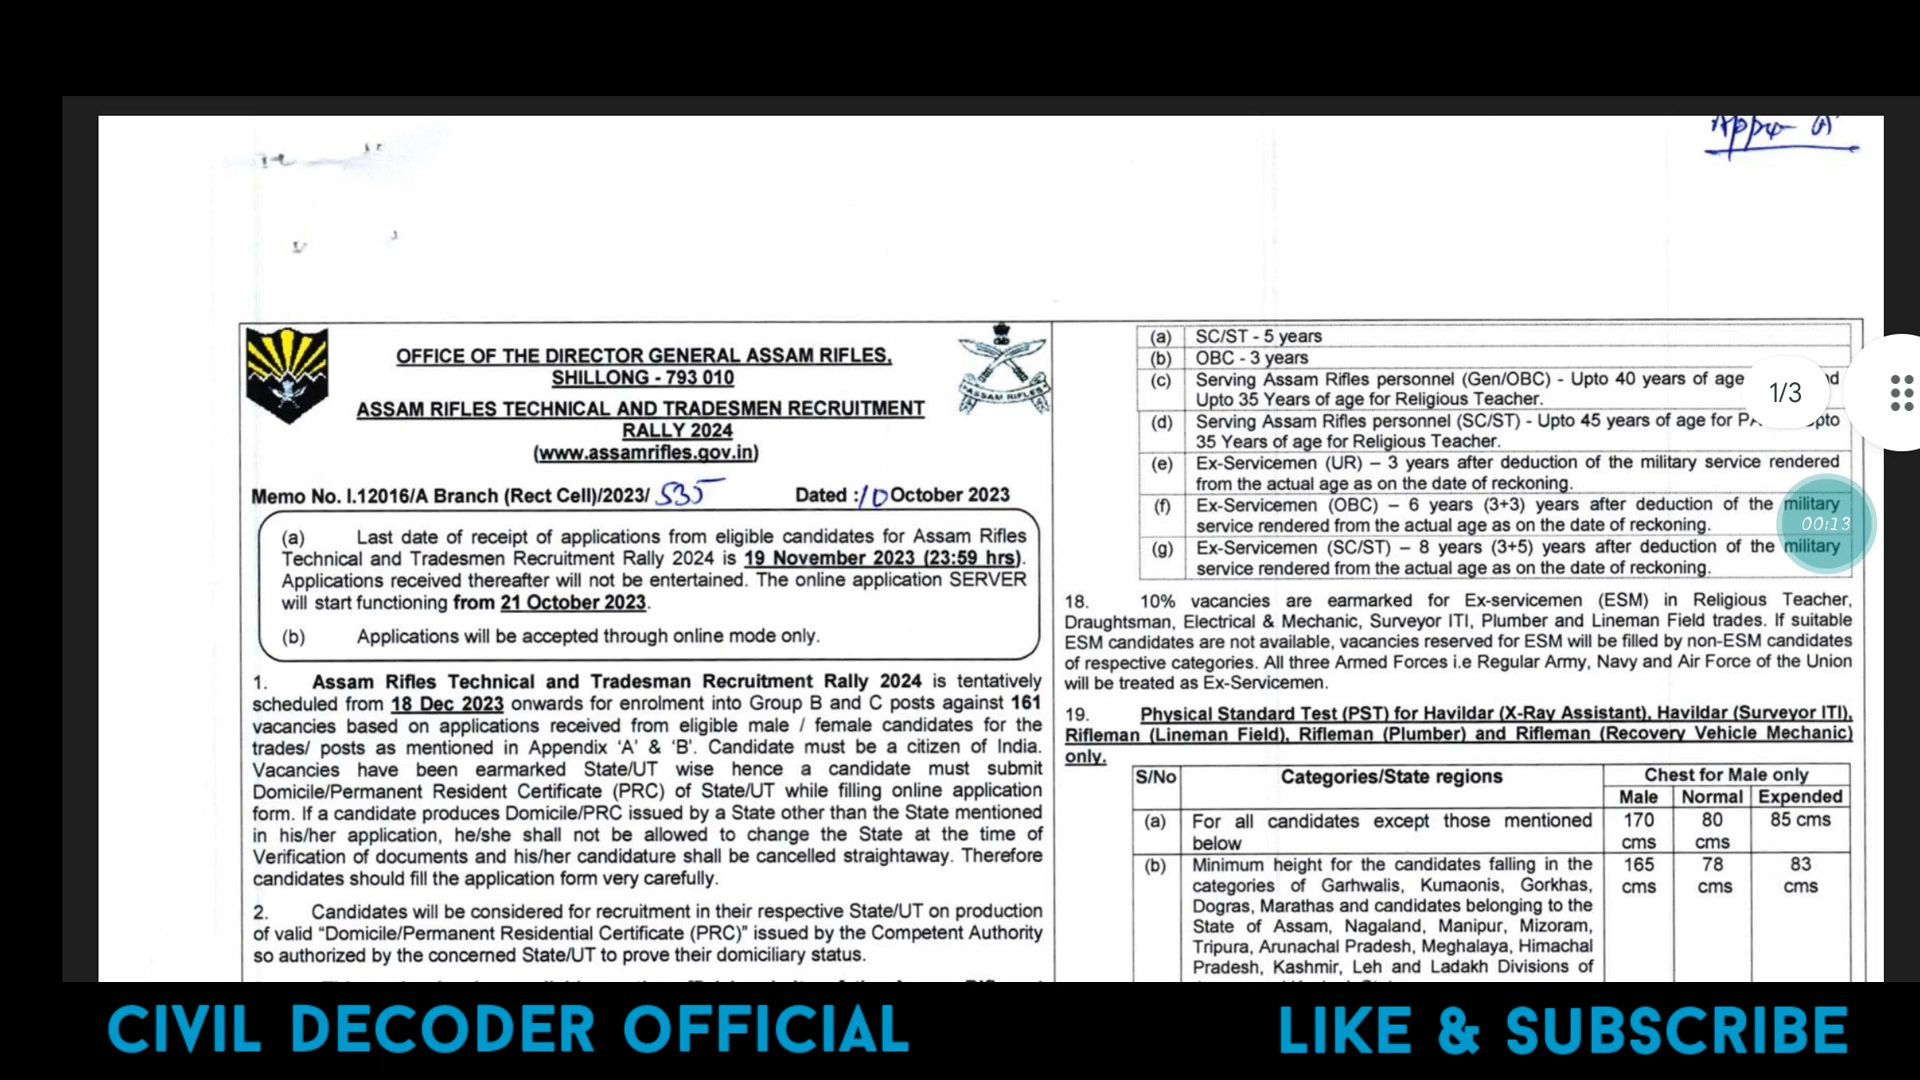 Appx 'A'
OFFICE OF THE DIRECTOR GENERAL ASSAM RIFLES,
SHILLONG - 793 010
ASSAM RIFLES TECHNICAL AND TRADESMEN RECRUITMENT
RALLY 2024
(www.assamrifles.gov.in)
ASSAM RIFLES
Memo No. I.12016/A Branch (Rect Cell)/2023/ 535 Dated :10 October 2023
(a) Last date of receipt of applications from eligible candidates for Assam Rifles
Technical and Tradesmen Recruitment Rally 2024 is 19 November 2023 (23:59 hrs).
Applications received thereafter will not be entertained. The online application SERVER
will start functioning from 21 October 2023.
(b) Applications will be accepted through online mode only.
1. Assam Rifles Technical and Tradesman Recruitment Rally 2024 is tentatively
scheduled from 18 Dec 2023 onwards for enrolment into Group B and C posts against 161
vacancies based on applications received from eligible male / female candidates for the
trades/ posts as mentioned in Appendix 'A' & 'B'. Candidate must be a citizen of India.
Vacancies have been earmarked State/UT wise hence a candidate must submit
Domicile/Permanent Resident Certificate (PRC) of State/UT while filling online application
form. If a candidate produces Domicile/PRC issued by a State other than the State mentioned
in his/her application, he/she shall not be allowed to change the State at the time of
Verification of documents and his/her candidature shall be cancelled straightaway. Therefore
candidates should fill the application form very carefully.
2. Candidates will be considered for recruitment in their respective State/UT on production
of valid "Domicile/Permanent Residential Certificate (PRC)" issued by the Competent Authority
so authorized by the concerned State/UT to prove their domiciliary status.
(a) SC/ST - 5 years
(b) OBC - 3 years
(c) Serving Assam Rifles personnel (Gen/OBC) - Upto 40 years of age
Upto 35 Years of age for Religious Teacher.
(d) Serving Assam Rifles personnel (SC/ST) - Upto 45 years of age for
35 Years of age for Religious Teacher.
(e) Ex-Servicemen (UR) – 3 years after deduction of the military service rendered
from the actual age as on the date of reckoning.
(f) Ex-Servicemen (OBC) – 6 years (3+3) years after deduction of the military
service rendered from the actual age as on the date of reckoning.
(g) Ex-Servicemen (SC/ST) – 8 years (3+5) years after deduction of the military
service rendered from the actual age as on the date of reckoning.
1/3
00:13
18. 10% vacancies are earmarked for Ex-servicemen (ESM) in Religious Teacher,
Draughtsman, Electrical & Mechanic, Surveyor ITI, Plumber and Lineman Field trades. If suitable
ESM candidates are not available, vacancies reserved for ESM will be filled by non-ESM candidates
of respective categories. All three Armed Forces i.e Regular Army, Navy and Air Force of the Union
will be treated as Ex-Servicemen.
19. Physical Standard Test (PST) for Havildar (X-Ray Assistant), Havildar (Surveyor ITI),
Rifleman (Lineman Field), Rifleman (Plumber) and Rifleman (Recovery Vehicle Mechanic)
only.
S/No Categories/State regions Chest for Male only
Male Normal Expended
(a) For all candidates except those mentioned 170 80 85 cms
below cms cms
(b) Minimum height for the candidates falling in the 165 78 83
categories of Garhwalis, Kumaonis, Gorkhas, cms cms cms
Dogras, Marathas and candidates belonging to the
State of Assam, Nagaland, Manipur, Mizoram,
Tripura, Arunachal Pradesh, Meghalaya, Himachal
Pradesh, Kashmir, Leh and Ladakh Divisions of
CIVIL DECODER OFFICIAL
LIKE & SUBSCRIBE